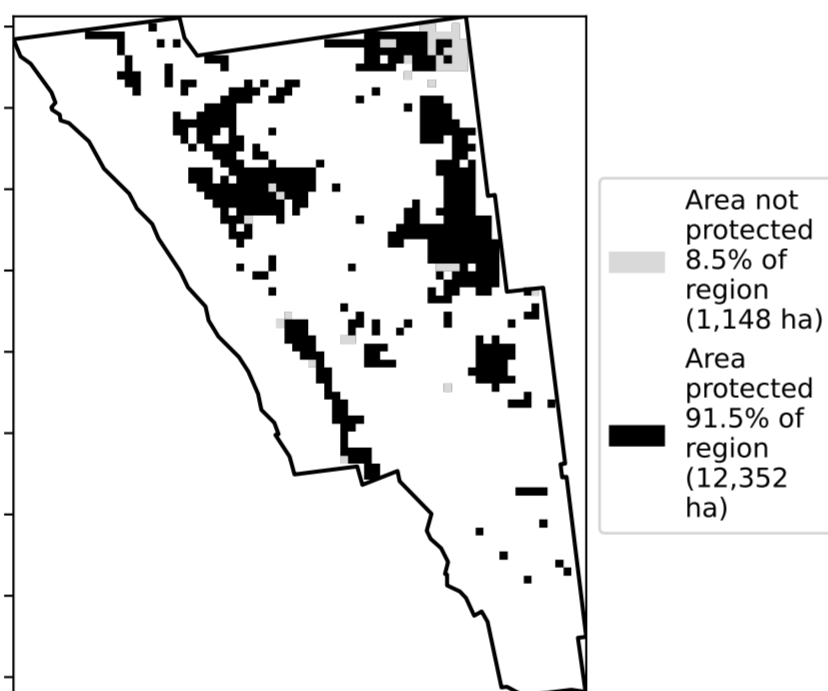 Area not
protected
8.5% of
region
(1,148 ha)
Area
protected
91.5% of
region
(12,352
ha)